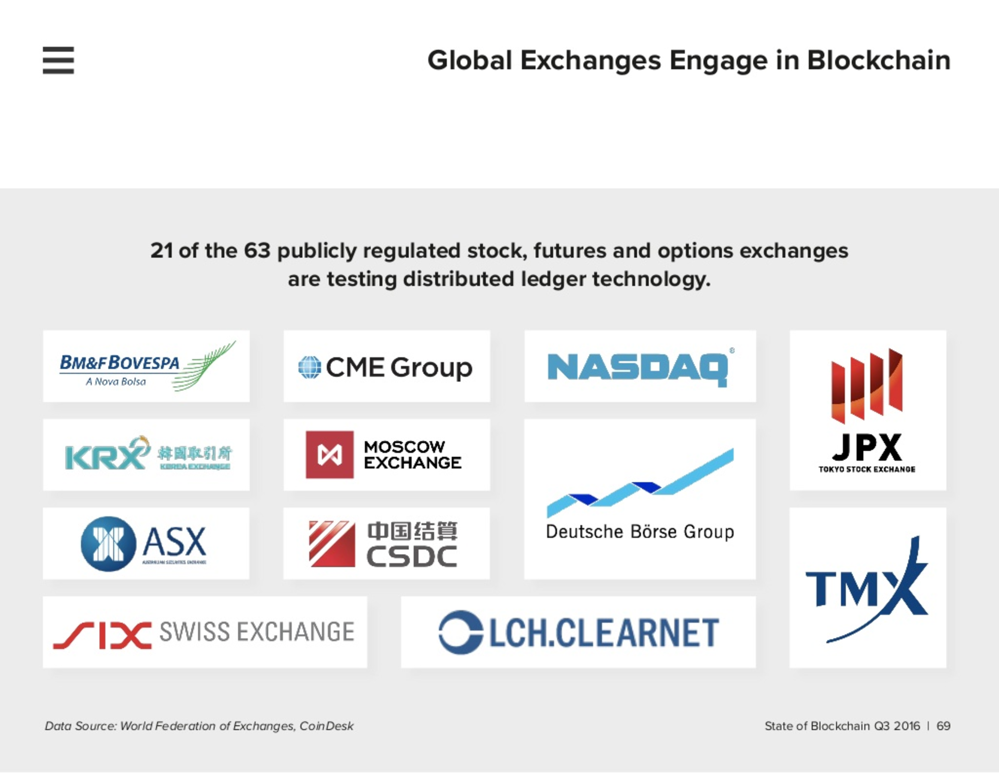 Global Exchanges Engage in Blockchain
21 of the 63 publicly regulated stock, futures and options exchanges
are testing distributed ledger technology.
BM&FBOVESPA
A Nova Bolsa
CME Group
NASDAQ®
JPX
TOKYO STOCK EXCHANGE
KRX 韓國取引所
KOREA EXCHANGE
MOSCOW
EXCHANGE
Deutsche Börse Group
ASX
AUSTRALIAN SECURITIES EXCHANGE
中国结算
CSDC
TMX
SIX SWISS EXCHANGE
LCH.CLEARNET
Data Source: World Federation of Exchanges, CoinDesk
State of Blockchain Q3 2016 | 69